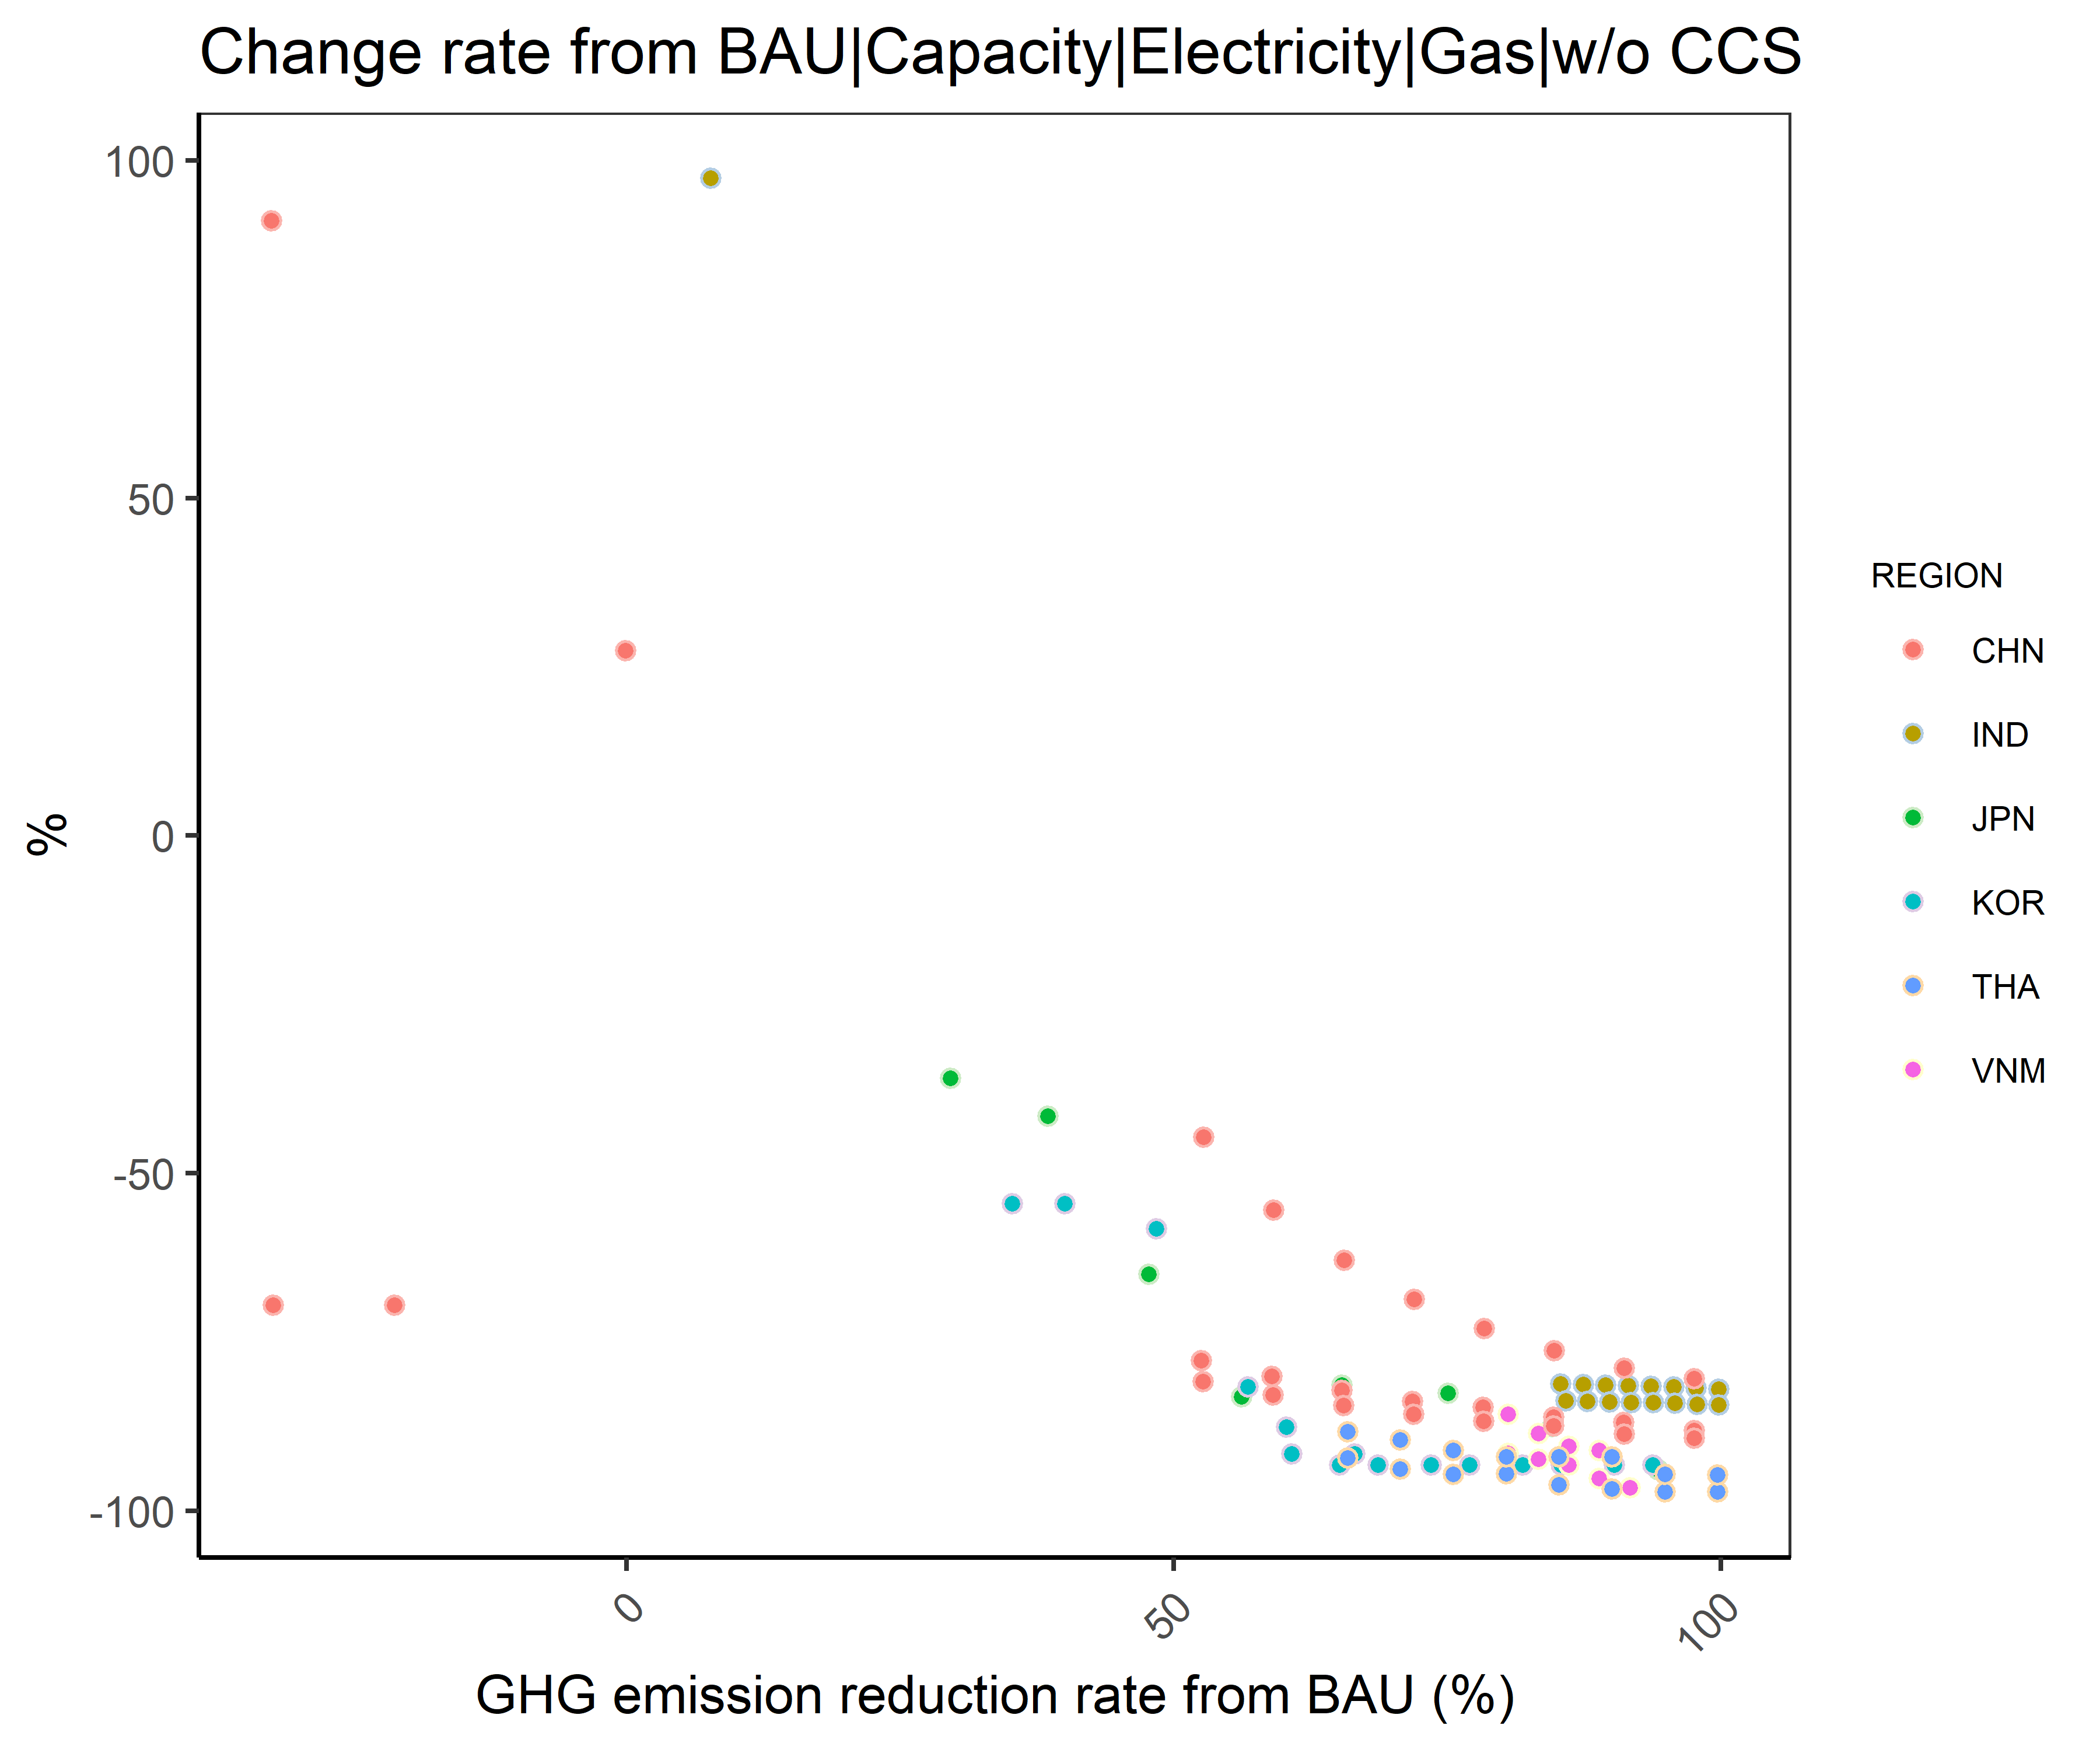 Change rate from BAU|Capacity|Electricity|Gas|w/o CCS
100
50
0
-50
-100
%
0
50
100
GHG emission reduction rate from BAU (%)
REGION
CHN
IND
JPN
KOR
THA
VNM